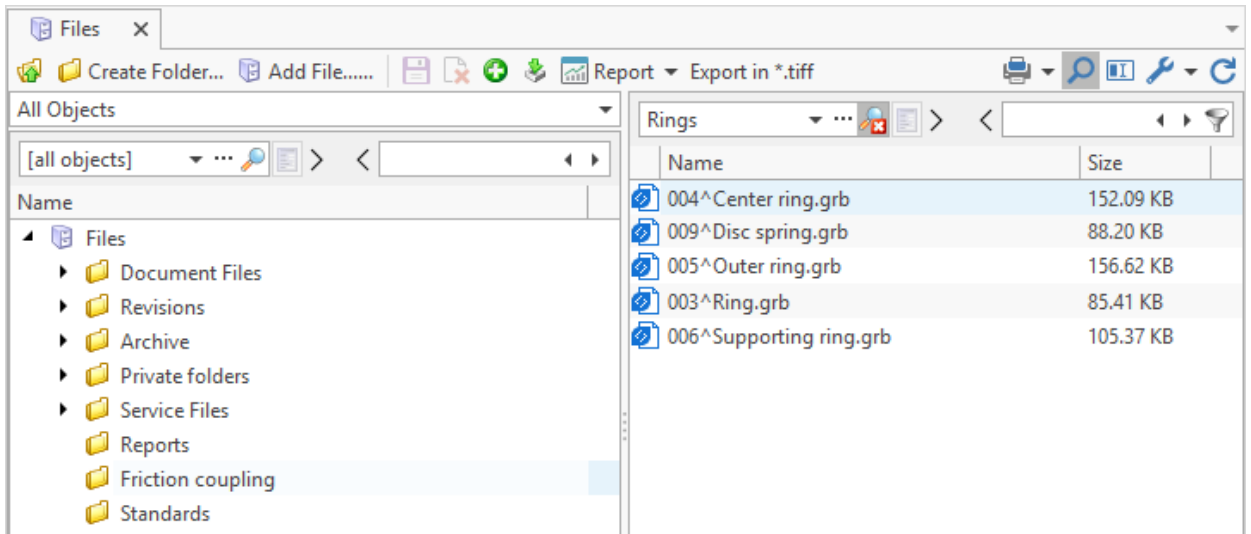 Files
Create Folder... Add File...... Report Export in *.tiff
All Objects
[all objects]
Name
Files
Document Files
Revisions
Archive
Private folders
Service Files
Reports
Friction coupling
Standards
Rings
Name Size
004^Center ring.grb 152.09 KB
009^Disc spring.grb 88.20 KB
005^Outer ring.grb 156.62 KB
003^Ring.grb 85.41 KB
006^Supporting ring.grb 105.37 KB